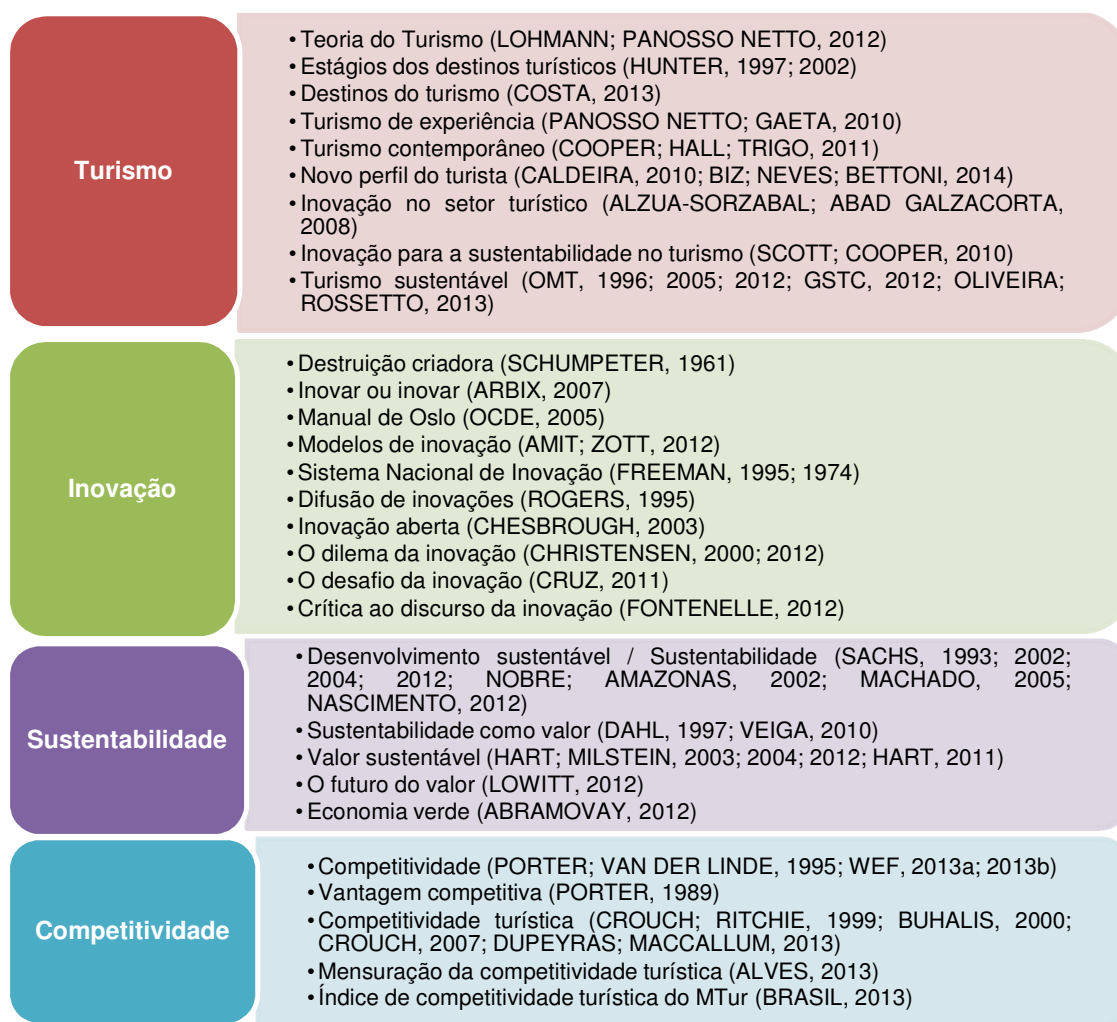 Turismo
• Teoria do Turismo (LOHMANN; PANOSSO NETTO, 2012)
• Estágios dos destinos turísticos (HUNTER, 1997; 2002)
• Destinos do turismo (COSTA, 2013)
• Turismo de experiência (PANOSSO NETTO; GAETA, 2010)
• Turismo contemporâneo (COOPER; HALL; TRIGO, 2011)
• Novo perfil do turista (CALDEIRA, 2010; BIZ; NEVES; BETTONI, 2014)
• Inovação no setor turístico (ALZUA-SORZABAL; ABAD GALZACORTA,
2008)
• Inovação para a sustentabilidade no turismo (SCOTT; COOPER, 2010)
• Turismo sustentável (OMT, 1996; 2005; 2012; GSTC, 2012; OLIVEIRA;
ROSSETTO, 2013)
Inovação
• Destruição criadora (SCHUMPETER, 1961)
• Inovar ou inovar (ARBIX, 2007)
• Manual de Oslo (OCDE, 2005)
• Modelos de inovação (AMIT; ZOTT, 2012)
• Sistema Nacional de Inovação (FREEMAN, 1995; 1974)
• Difusão de inovações (ROGERS, 1995)
• Inovação aberta (CHESBROUGH, 2003)
• O dilema da inovação (CHRISTENSEN, 2000; 2012)
• O desafio da inovação (CRUZ, 2011)
• Crítica ao discurso da inovação (FONTENELLE, 2012)
Sustentabilidade
• Desenvolvimento sustentável / Sustentabilidade (SACHS, 1993; 2002;
2004; 2012; NOBRE; AMAZONAS, 2002; MACHADO, 2005;
NASCIMENTO, 2012)
• Sustentabilidade como valor (DAHL, 1997; VEIGA, 2010)
• Valor sustentável (HART; MILSTEIN, 2003; 2004; 2012; HART, 2011)
• O futuro do valor (LOWITT, 2012)
• Economia verde (ABRAMOVAY, 2012)
Competitividade
• Competitividade (PORTER; VAN DER LINDE, 1995; WEF, 2013a; 2013b)
• Vantagem competitiva (PORTER, 1989)
• Competitividade turística (CROUCH; RITCHIE, 1999; BUHALIS, 2000;
CROUCH, 2007; DUPEYRAS; MACCALLUM, 2013)
• Mensuração da competitividade turística (ALVES, 2013)
• Índice de competitividade turística do MTur (BRASIL, 2013)